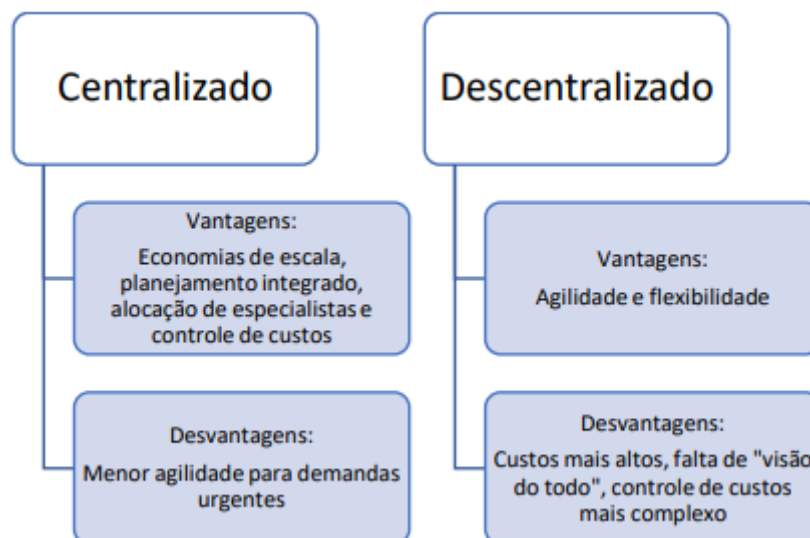 Centralizado
Vantagens:
Economias de escala,
planejamento integrado,
alocação de especialistas e
controle de custos
Desvantagens:
Menor agilidade para demandas
urgentes
Descentralizado
Vantagens:
Agilidade e flexibilidade
Desvantagens:
Custos mais altos, falta de "visão
do todo", controle de custos
mais complexo